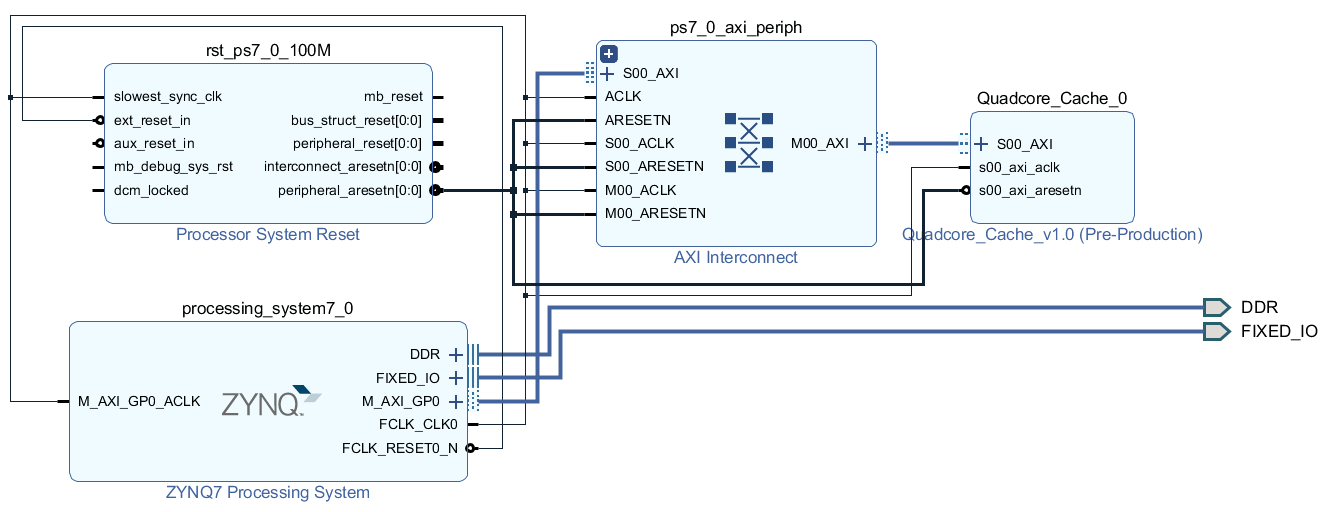 rst_ps7_0_100M
slowest_sync_clk
ext_reset_in
aux_reset_in
mb_debug_sys_rst
dcm_locked
mb_reset
bus_struct_reset[0:0]
peripheral_reset[0:0]
interconnect_aresetn[0:0]
peripheral_aresetn[0:0]
Processor System Reset
ps7_0_axi_periph
S00_AXI
ACLK
ARESETN
S00_ACLK
S00_ARESETN
M00_ACLK
M00_ARESETN
M00_AXI
AXI Interconnect
Quadcore_Cache_0
S00_AXI
s00_axi_aclk
s00_axi_aresetn
Quadcore_Cache_v1.0 (Pre-Production)
processing_system7_0
M_AXI_GP0_ACLK
ZYNQ
DDR
FIXED_IO
M_AXI_GP0
FCLK_CLK0
FCLK_RESET0_N
ZYNQ7 Processing System
DDR
FIXED_IO